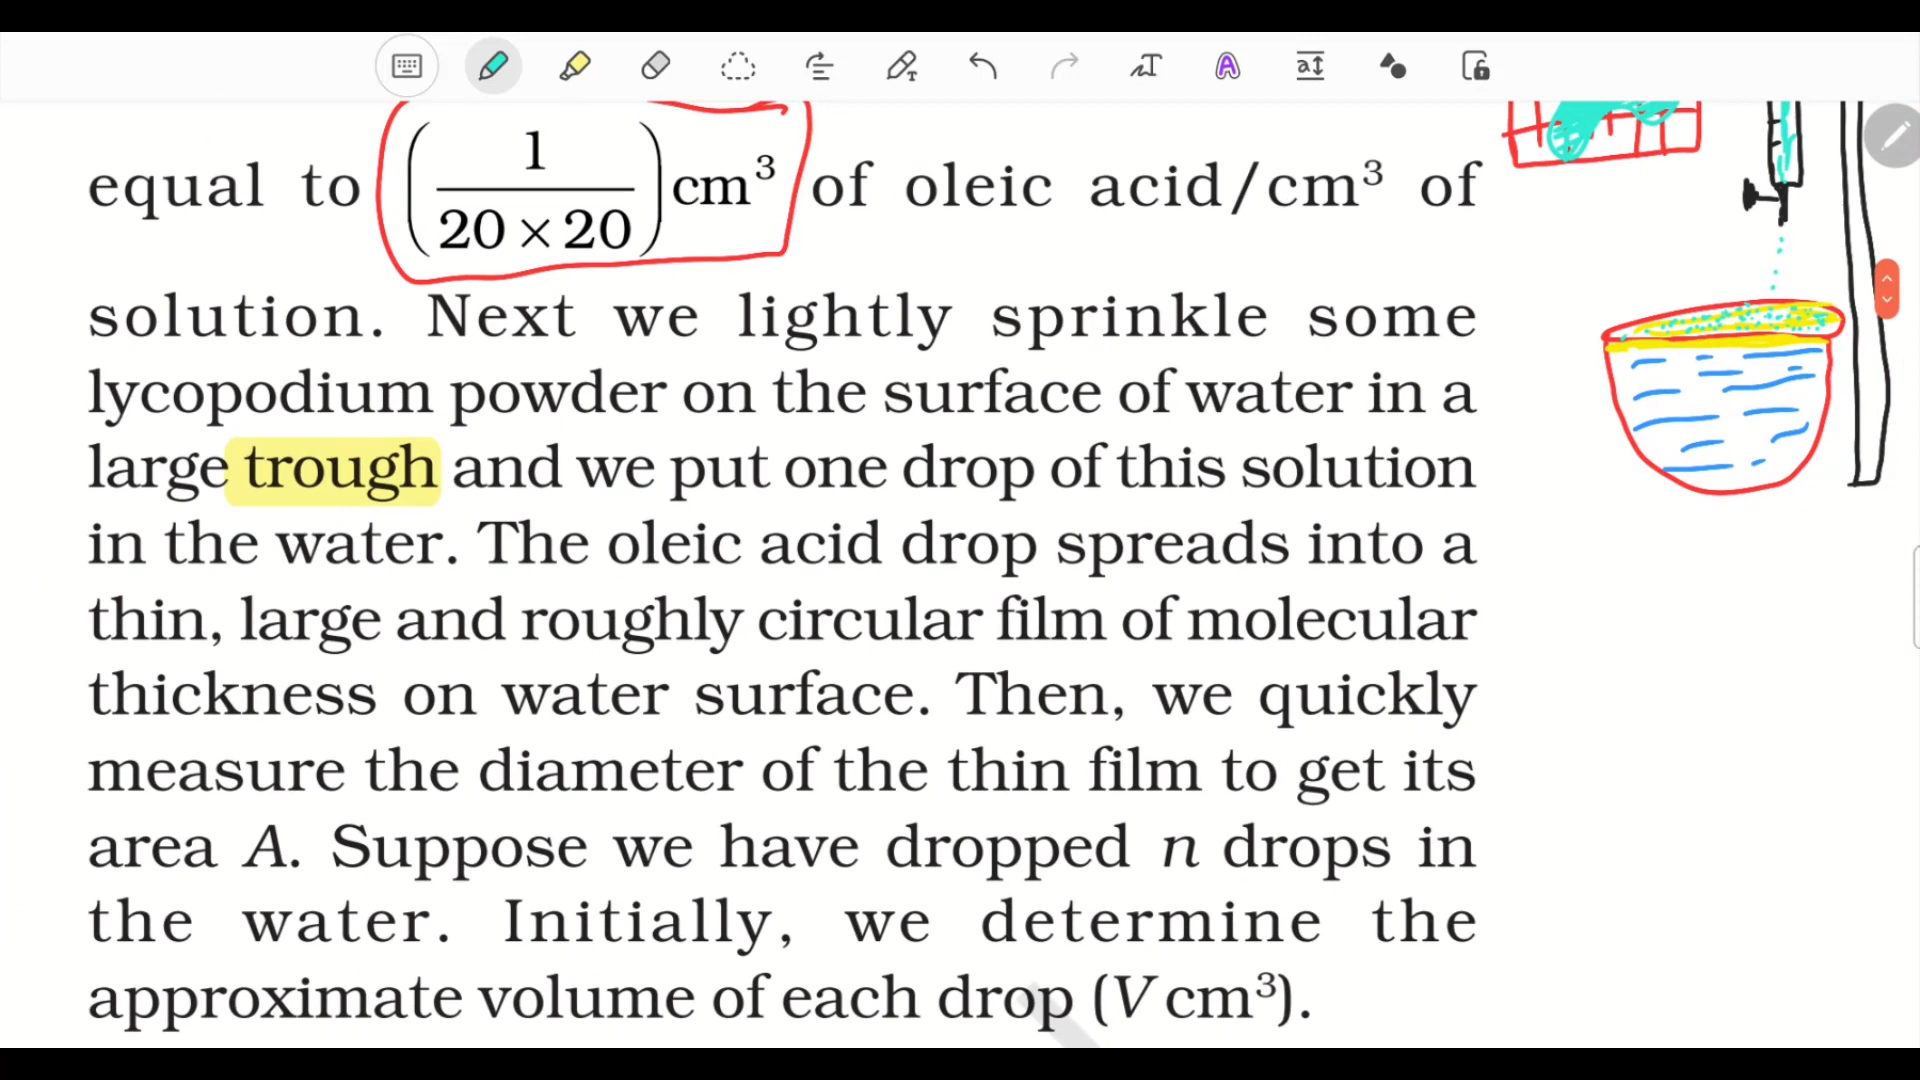 equal to (1/20 × 20) cm³ of oleic acid/cm³ of
solution. Next we lightly sprinkle some
lycopodium powder on the surface of water in a
large trough and we put one drop of this solution
in the water. The oleic acid drop spreads into a
thin, large and roughly circular film of molecular
thickness on water surface. Then, we quickly
measure the diameter of the thin film to get its
area A. Suppose we have dropped n drops in
the water. Initially, we determine the
approximate volume of each drop (V cm³).